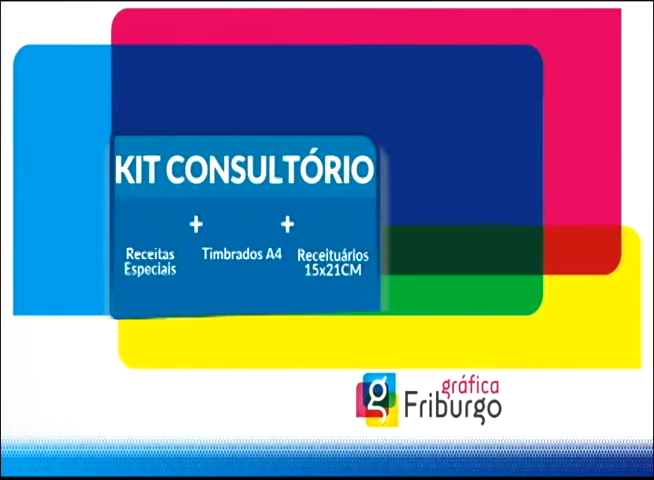 KIT CONSULTÓRIO
+ +
Receitas Timbrados A4 Receituários
Especiais 15x21CM
g gráfica
Friburgo